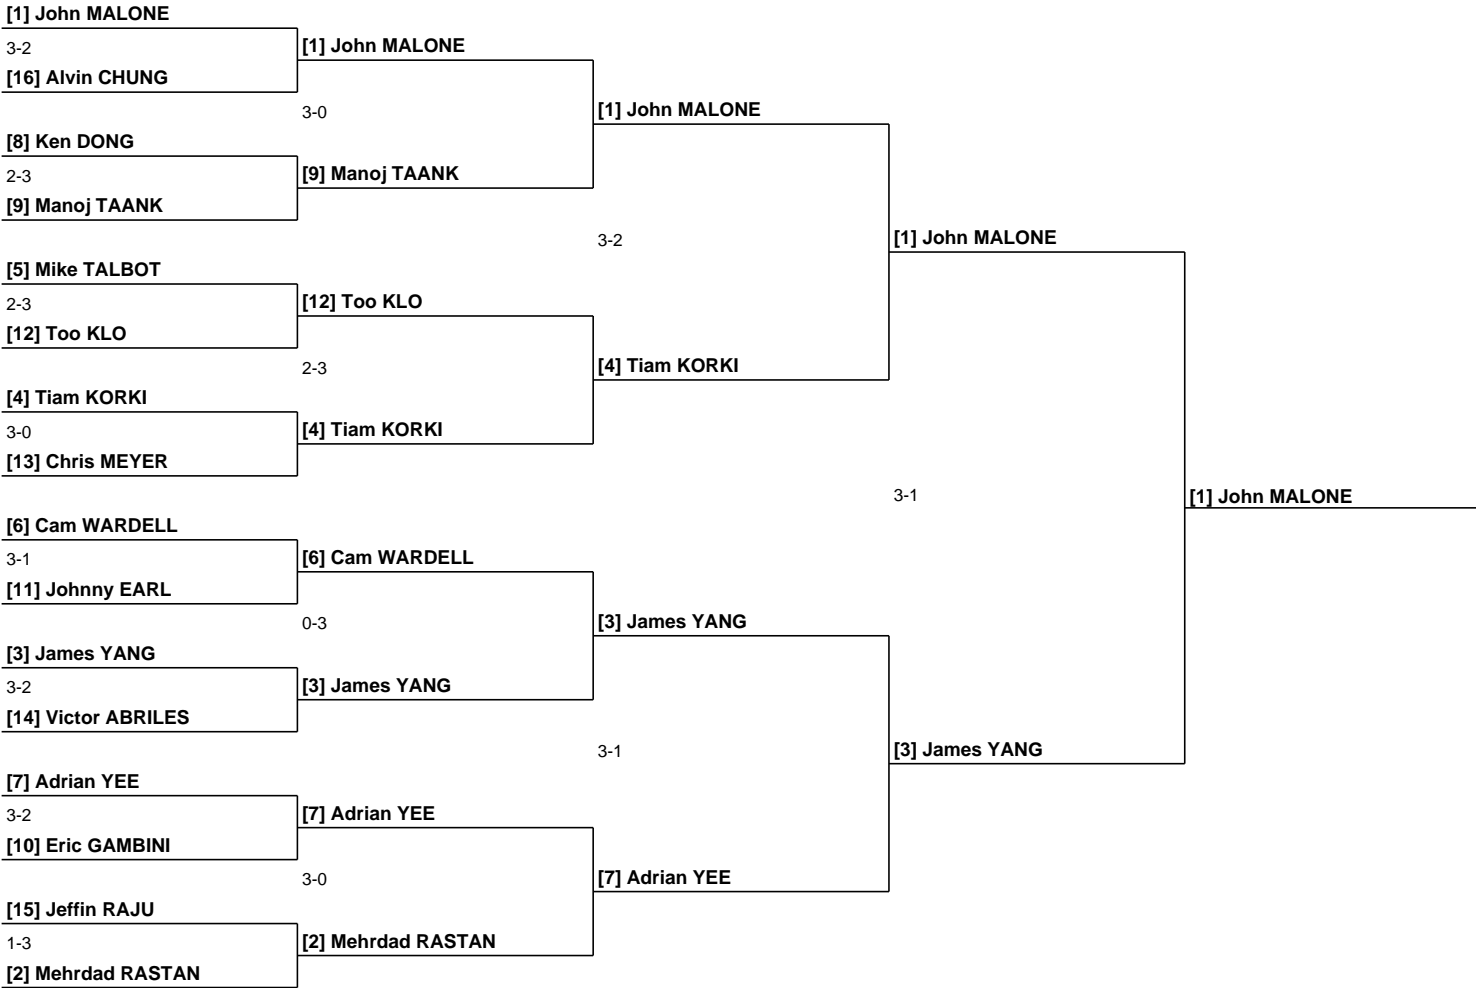 [1] John MALONE
3-2
[16] Alvin CHUNG
[8] Ken DONG
2-3
[9] Manoj TAANK
[5] Mike TALBOT
2-3
[12] Too KLO
[4] Tiam KORKI
3-0
[13] Chris MEYER
[6] Cam WARDELL
3-1
[11] Johnny EARL
[3] James YANG
3-2
[14] Victor ABRILES
[7] Adrian YEE
3-2
[10] Eric GAMBINI
[15] Jeffin RAJU
1-3
[2] Mehrdad RASTAN
[1] John MALONE
3-0
[9] Manoj TAANK
[12] Too KLO
2-3
[4] Tiam KORKI
[6] Cam WARDELL
0-3
[3] James YANG
[7] Adrian YEE
3-0
[2] Mehrdad RASTAN
[1] John MALONE
3-2
[4] Tiam KORKI
[3] James YANG
3-1
[7] Adrian YEE
[1] John MALONE
3-1
[3] James YANG
[1] John MALONE